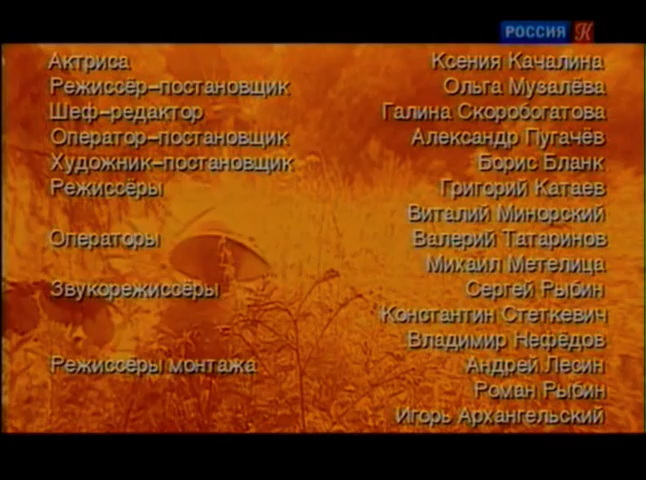 РОССИЯ К
Актриса Ксения Качалина
Режиссёр-постановщик Ольга Музалёва
Шеф-редактор Галина Скоробогатова
Оператор-постановщик Александр Пугачёв
Художник-постановщик Борис Бланк
Режиссёры Григорий Катаев
Виталий Минорский
Операторы Валерий Татаринов
Михаил Метелица
Звукорежиссёры Сергей Рыбин
Константин Стеткевич
Владимир Нефёдов
Режиссёры монтажа Андрей Лесин
Роман Рыбин
Игорь Архангельский